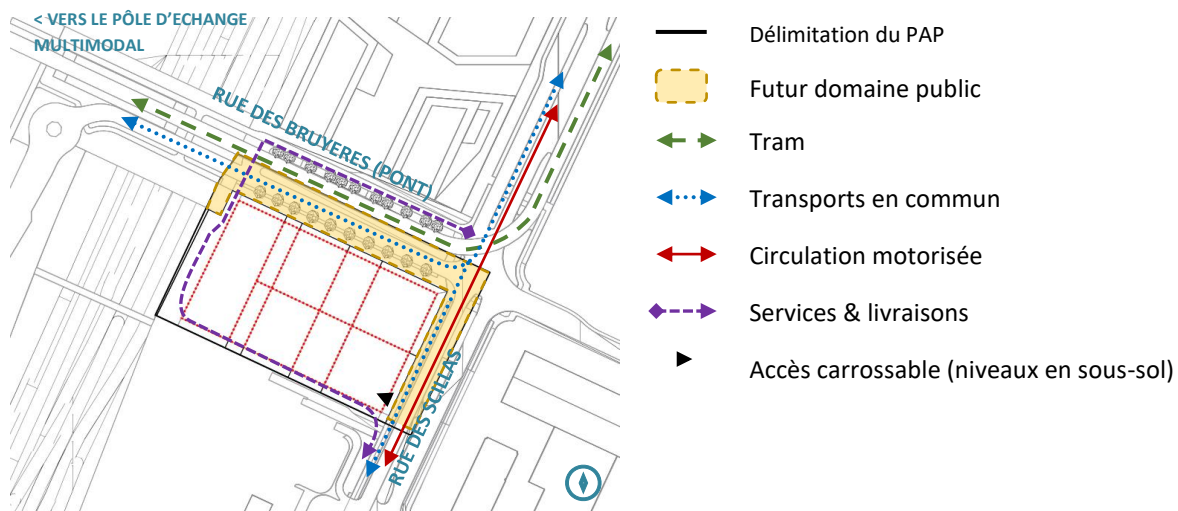 < VERS LE PÔLE D'ECHANGE
MULTIMODAL
RUE DES BRUYERES (PONT)
RUE DES SCILLAS
Délimitation du PAP
Futur domaine public
Tram
Transports en commun
Circulation motorisée
Services & livraisons
Accès carrossable (niveaux en sous-sol)